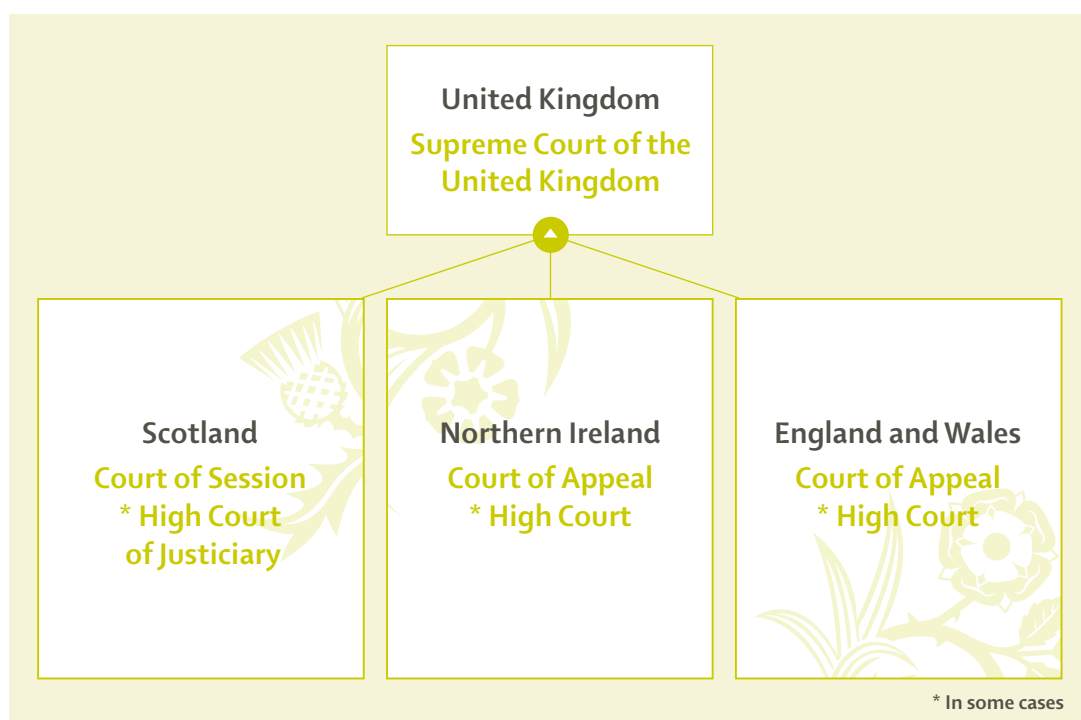 United Kingdom
Supreme Court of the
United Kingdom
Scotland
Court of Session
* High Court
of Justiciary
Northern Ireland
Court of Appeal
* High Court
England and Wales
Court of Appeal
* High Court
* In some cases